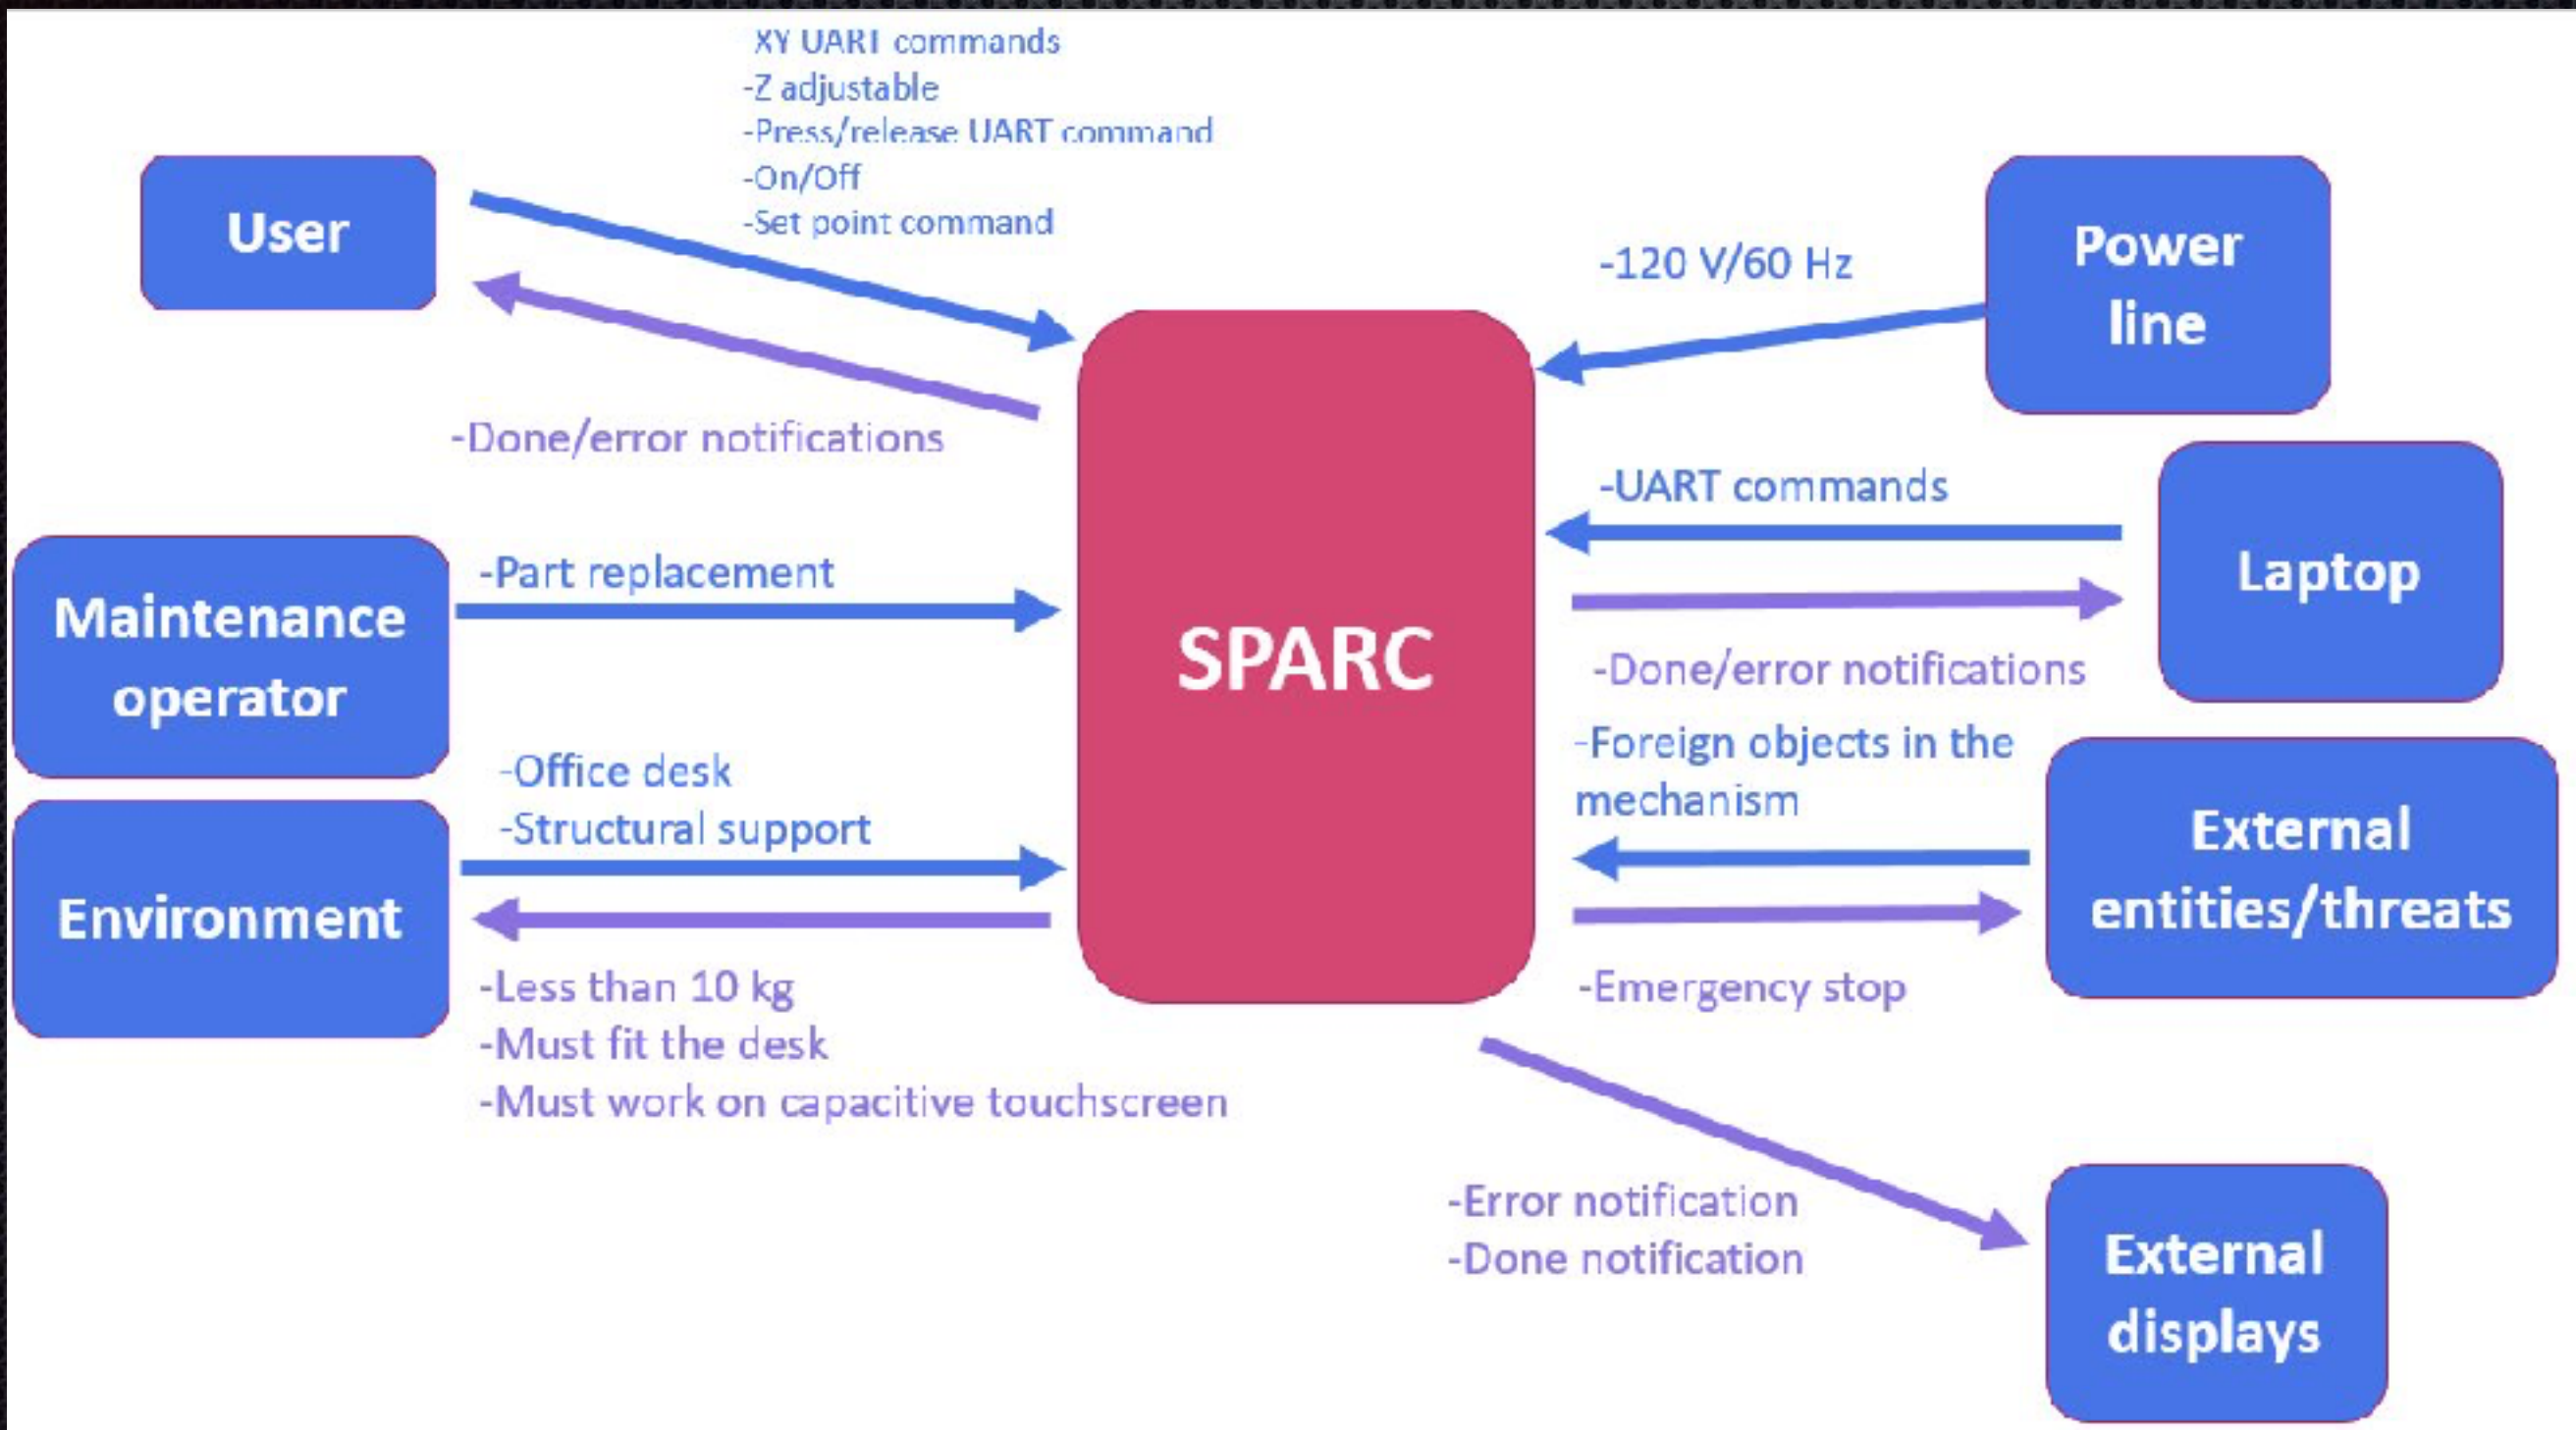 XY UART commands
-Z adjustable
-Press/release UART command
-On/Off
-Set point command
User
Power
line
-120 V/60 Hz
-Done/error notifications
SPARC
-UART commands
Laptop
-Done/error notifications
Maintenance
operator
-Part replacement
-Foreign objects in the
mechanism
External
entities/threats
-Emergency stop
Environment
-Office desk
-Structural support
-Less than 10 kg
-Must fit the desk
-Must work on capacitive touchscreen
-Error notification
-Done notification
External
displays